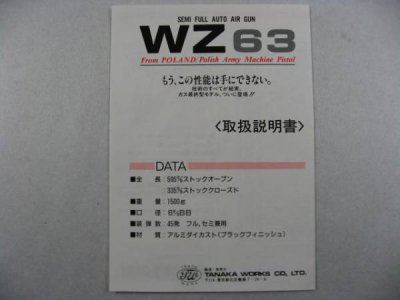 SEMI FULL AUTO AIR GUN
WZ63
From POLAND/Polish Army Machine Pistol
もう、この性能は手にできない。
技術のすべてが結実。
ガス最終型モデル、ついに登場!!
〈取扱説明書〉
DATA
■全 長:595㎜ストックオープン
:335㎜ストッククローズド
■重 量:1500g
■口 径:6㎜BB
■装弾数:45発 フル、セミ兼用
■材 質:アルミダイカスト(ブラックフィニッシュ)
TANAKA WORKS CO., LTD.